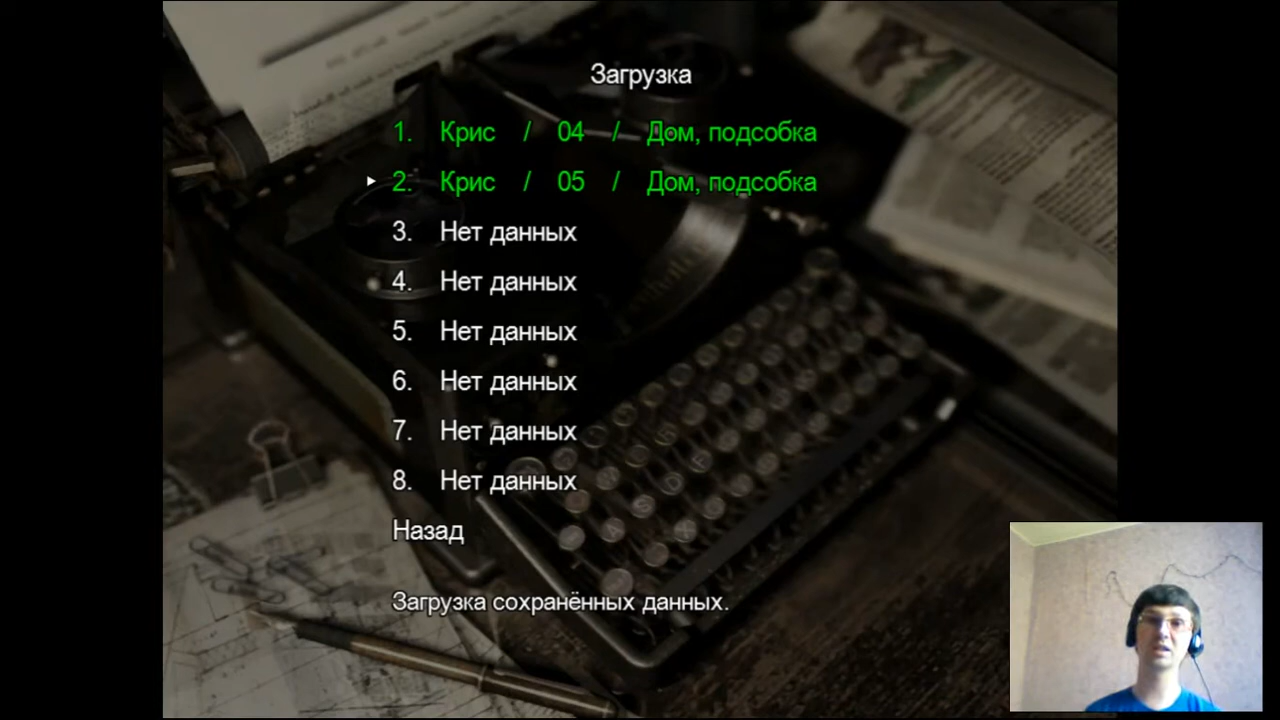 Загрузка
1. Крис / 04 / Дом, подсобка
2. Крис / 05 / Дом, подсобка
3. Нет данных
4. Нет данных
5. Нет данных
6. Нет данных
7. Нет данных
8. Нет данных
Назад
Загрузка сохранённых данных.